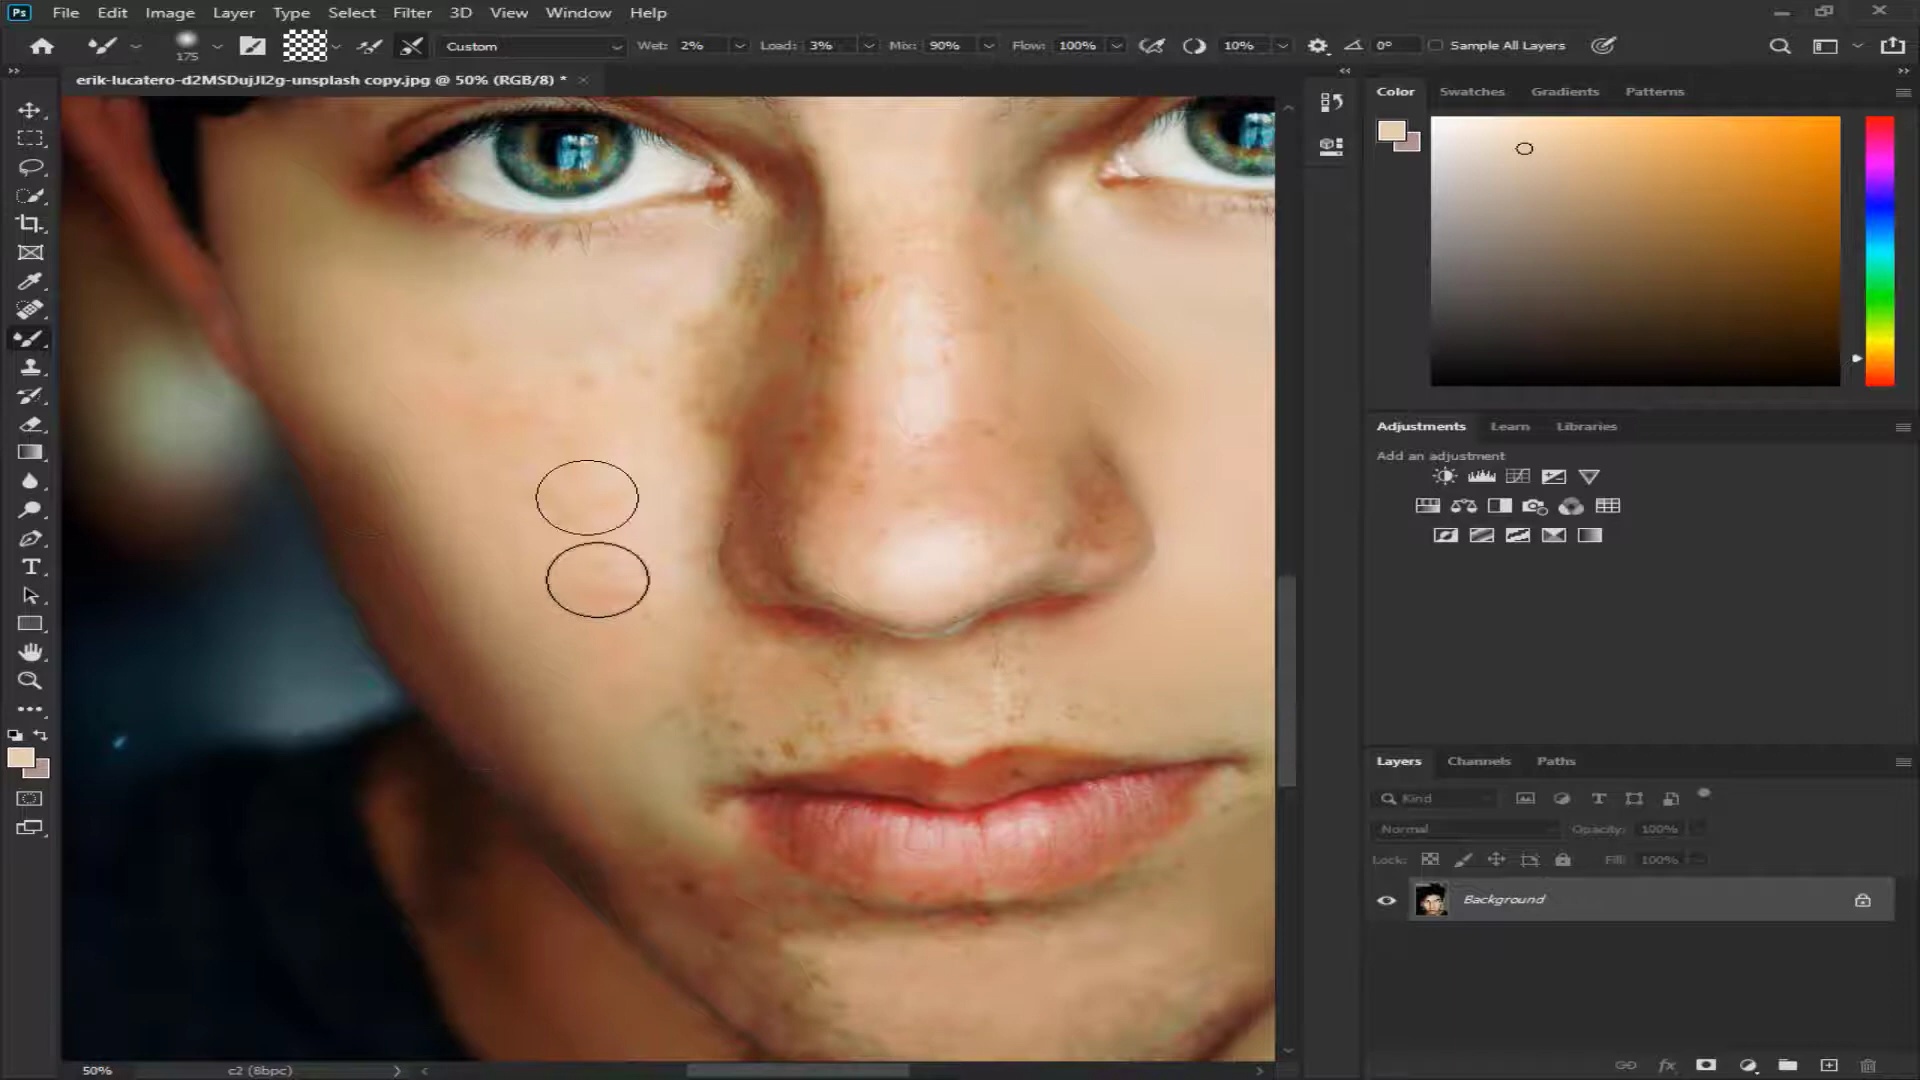 Ps File Edit Image Layer Type Select Filter 3D View Window Help
175 Custom Wet: 2% Load: 3% Mix: 90% Flow: 100% 10% 0° Sample All Layers
erik-lucatero-d2MSDujJl2g-unsplash copy.jpg @ 50% (RGB/8) *
Color Swatches Gradients Patterns
Adjustments Learn Libraries
Add an adjustment
Layers Channels Paths
Kind
Normal Opacity: 100%
Lock: Fill: 100%
Background
50% c2 (8bpc)